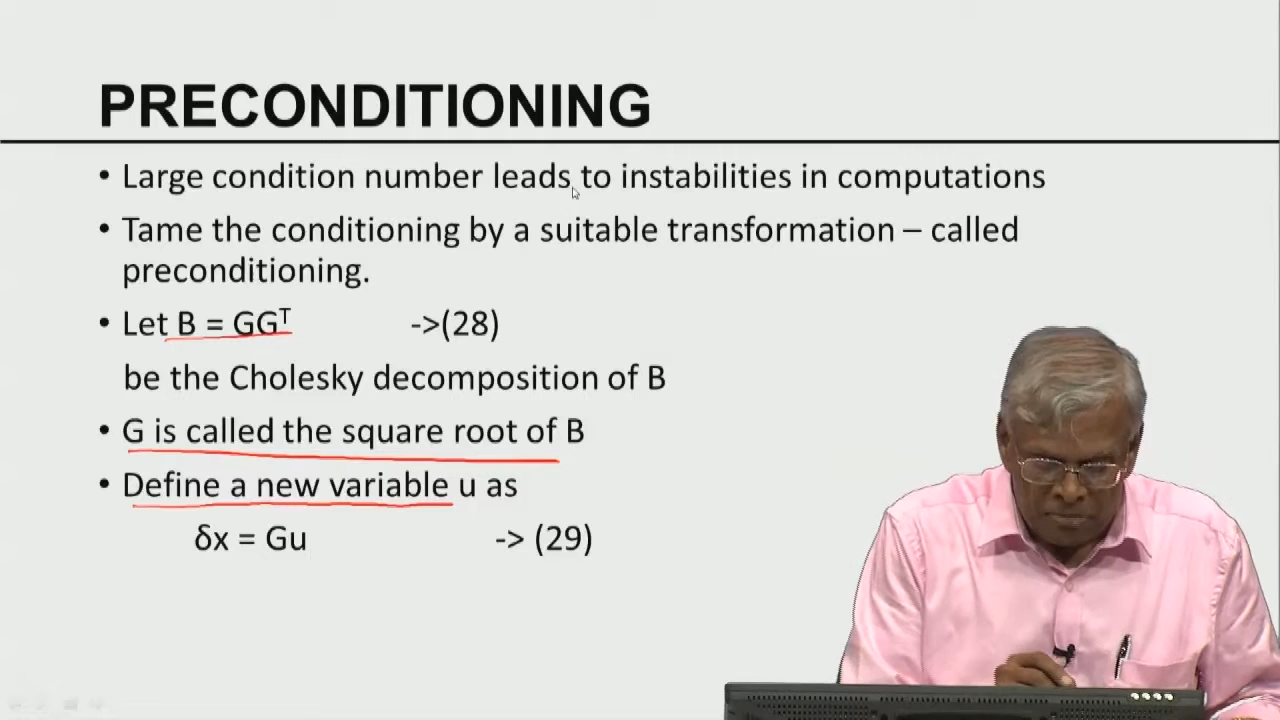 PRECONDITIONING
• Large condition number leads to instabilities in computations
• Tame the conditioning by a suitable transformation – called
preconditioning.
• Let B = GGᵀ ->(28)
be the Cholesky decomposition of B
• G is called the square root of B
• Define a new variable u as
δx = Gu -> (29)